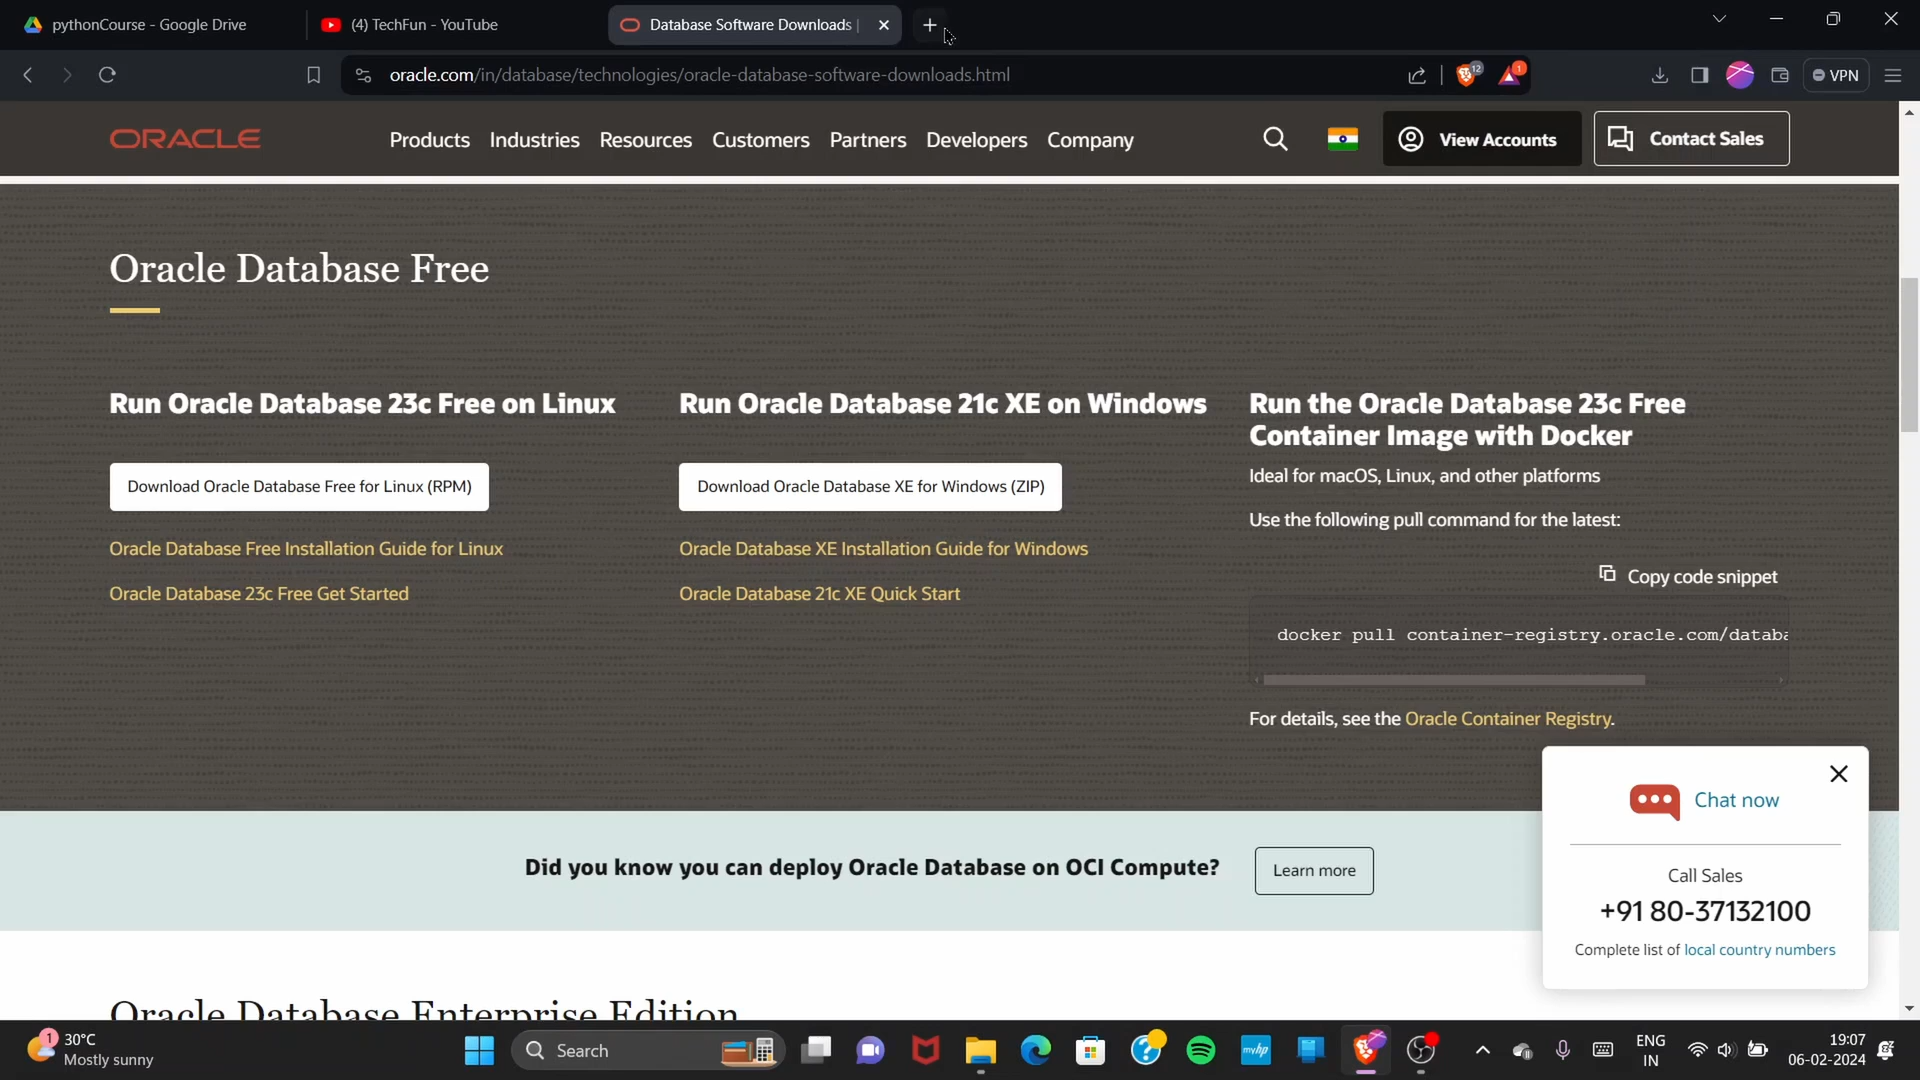 pythonCourse - Google Drive
(4) TechFun - YouTube
Database Software Downloads |
oracle.com/in/database/technologies/oracle-database-software-downloads.html
12
1
VPN
ORACLE
Products
Industries
Resources
Customers
Partners
Developers
Company
View Accounts
Contact Sales
Oracle Database Free
Run Oracle Database 23c Free on Linux
Download Oracle Database Free for Linux (RPM)
Oracle Database Free Installation Guide for Linux
Oracle Database 23c Free Get Started
Run Oracle Database 21c XE on Windows
Download Oracle Database XE for Windows (ZIP)
Oracle Database XE Installation Guide for Windows
Oracle Database 21c XE Quick Start
Run the Oracle Database 23c Free
Container Image with Docker
Ideal for macOS, Linux, and other platforms
Use the following pull command for the latest:
Copy code snippet
docker pull container-registry.oracle.com/databa
For details, see the Oracle Container Registry.
Did you know you can deploy Oracle Database on OCI Compute?
Learn more
Chat now
Call Sales
+91 80-37132100
Complete list of local country numbers
Oracle Database Enterprise Edition
1
30°C
Mostly sunny
Search
myhp
ENG
IN
19:07
06-02-2024